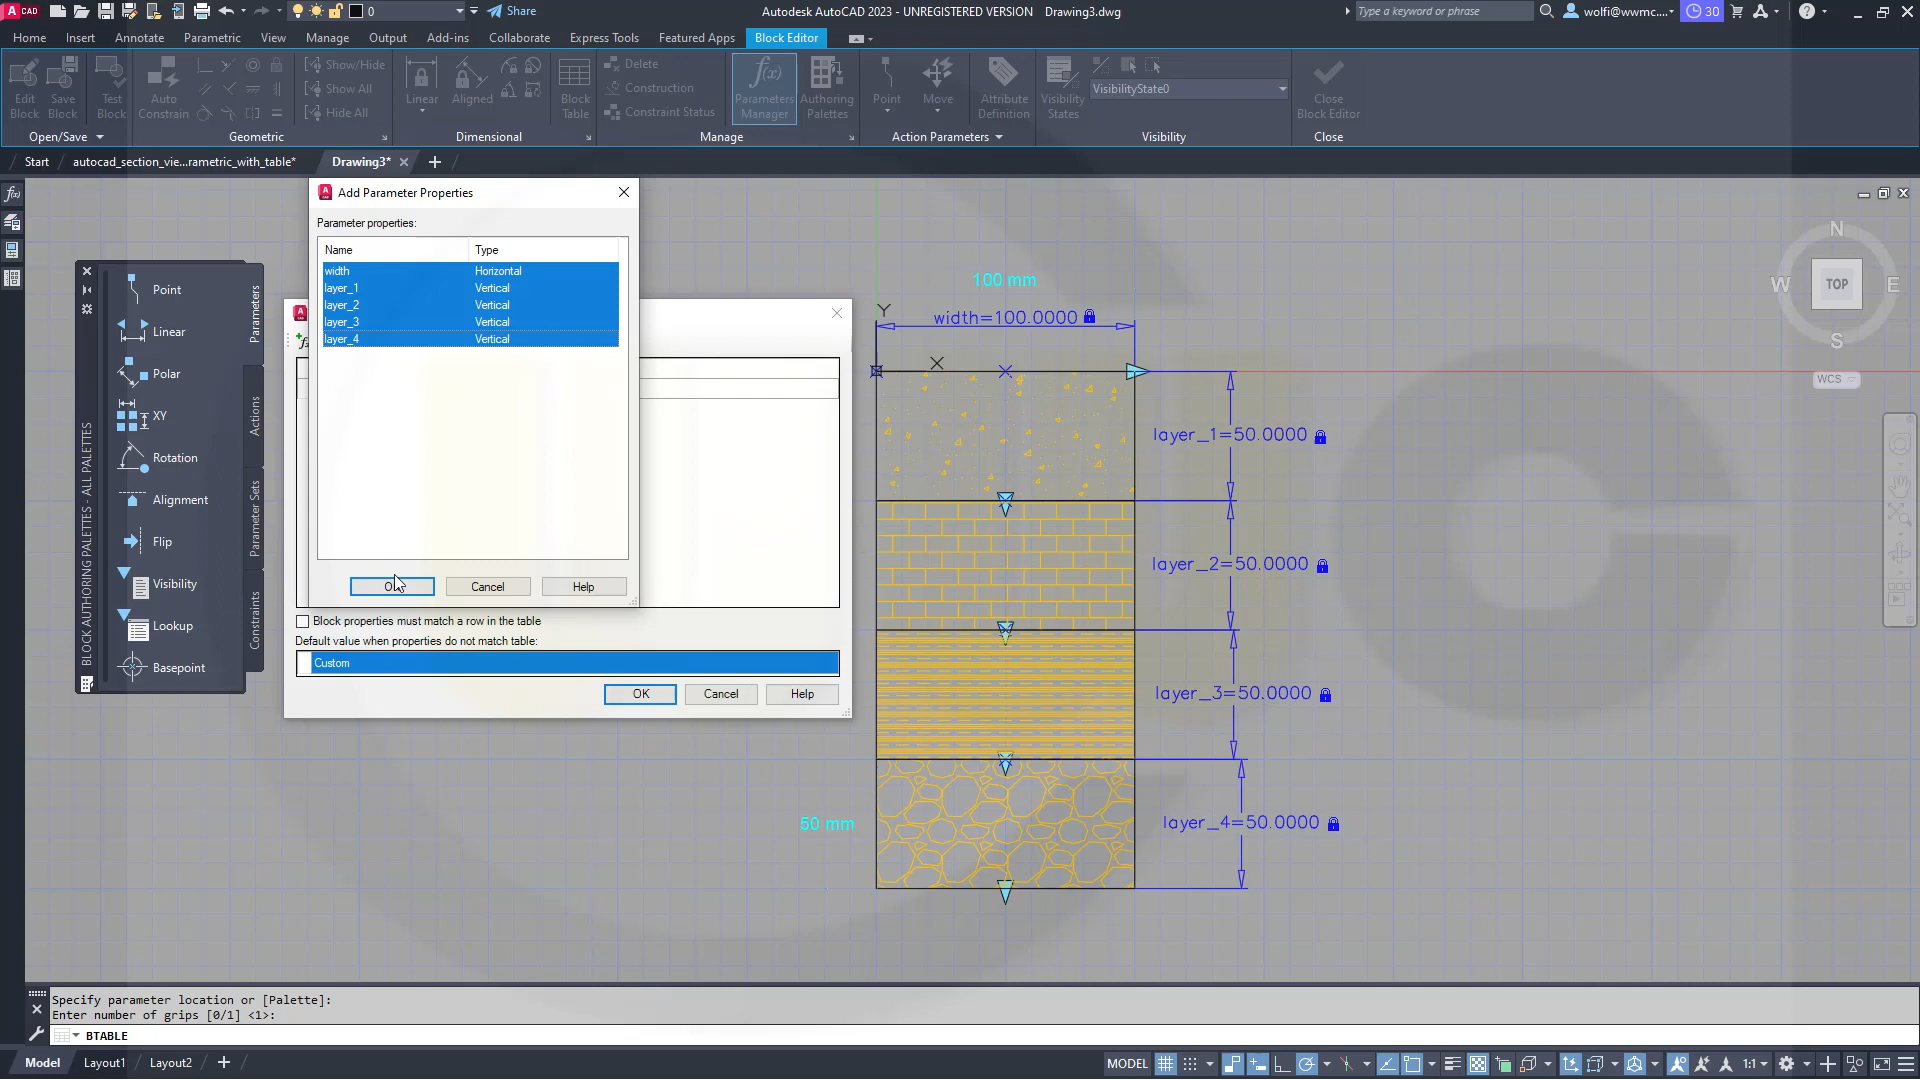 CAD
0
Share
Autodesk AutoCAD 2023 - UNREGISTERED VERSION Drawing3.dwg
Type a keyword or phrase
wolfi@wwmc....
30
Home Insert Annotate Parametric View Manage Output Add-ins Collaborate Express Tools Featured Apps Block Editor
Edit Block
Save Block
Test Block
Auto Constrain
Show/Hide
Show All
Hide All
Linear
Aligned
Block Table
Delete
Construction
Constraint Status
Parameters Manager
Authoring Palettes
Point
Move
Attribute Definition
Visibility States
VisibilityState0
Close Block Editor
Open/Save
Geometric
Dimensional
Manage
Action Parameters
Visibility
Close
Start
autocad_section_vie...rametric_with_table*
Drawing3*
Add Parameter Properties
Parameter properties:
Name Type
width Horizontal
layer_1 Vertical
layer_2 Vertical
layer_3 Vertical
layer_4 Vertical
Cancel
Help
Block properties must match a row in the table
Default value when properties do not match table:
Custom
OK
Cancel
Help
Point
Linear
Polar
XY
Rotation
Alignment
Flip
Visibility
Lookup
Basepoint
Parameters
Actions
Parameter Sets
Constraints
BLOCK AUTHORING PALETTES - ALL PALETTES
100 mm
Y
width=100.0000
X
layer_1=50.0000
layer_2=50.0000
layer_3=50.0000
50 mm
layer_4=50.0000
N
W TOP E
S
WCS
Specify parameter location or [Palette]:
Enter number of grips [0/1] <1>:
BTABLE
Model Layout1 Layout2
MODEL
1:1